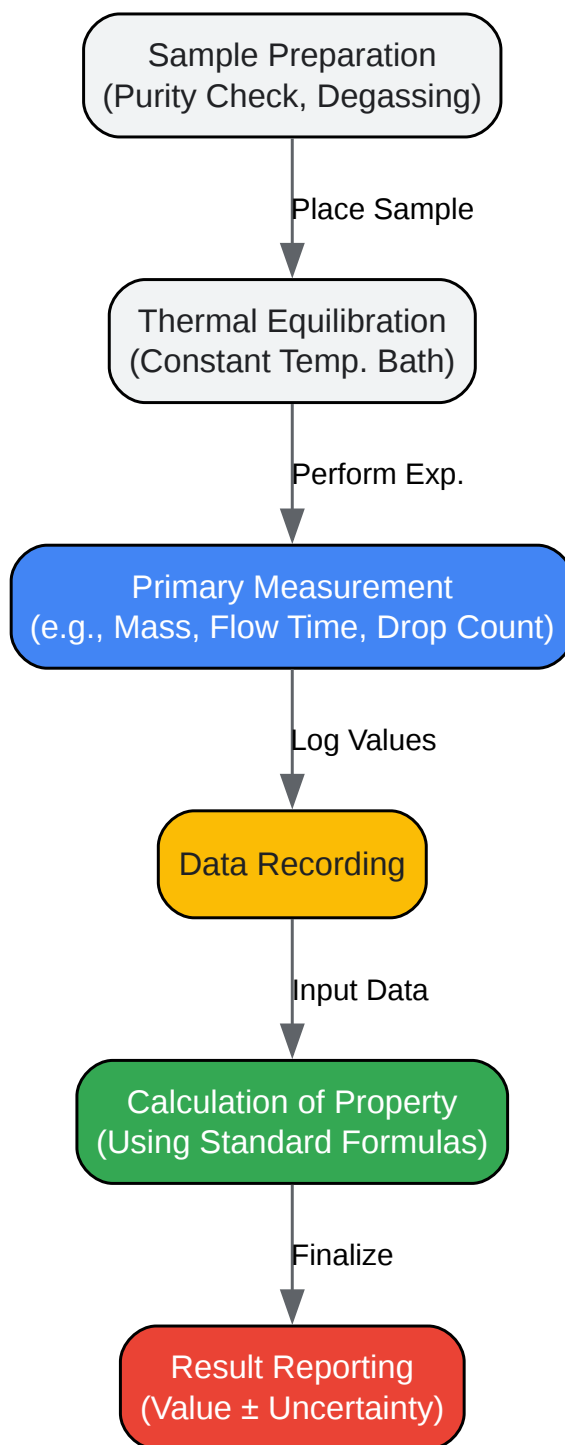 Sample Preparation
(Purity Check, Degassing)
Place Sample
Thermal Equilibration
(Constant Temp. Bath)
Perform Exp.
Primary Measurement
(e.g., Mass, Flow Time, Drop Count)
Log Values
Data Recording
Input Data
Calculation of Property
(Using Standard Formulas)
Finalize
Result Reporting
(Value ± Uncertainty)